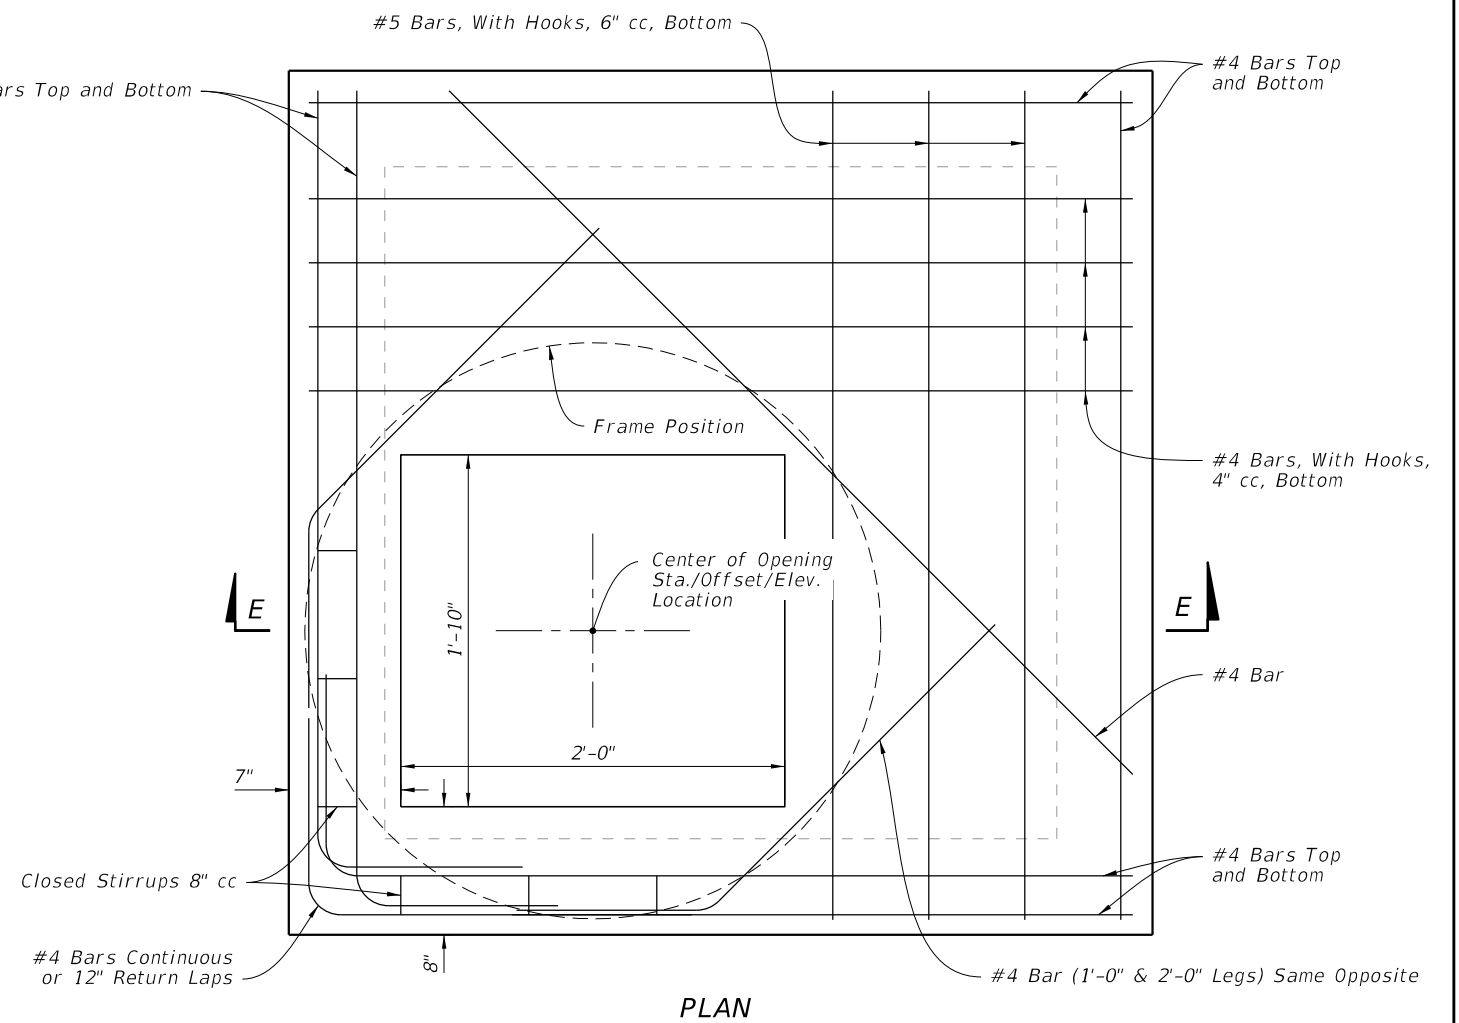 #5 Bars, With Hooks, 6" cc, Bottom
#4 Bars Top
and Bottom
Top and Bottom
Frame Position
#4 Bars, With Hooks,
4" cc, Bottom
Center of Opening
Sta./Offset/Elev.
Location
E
E
1'-10"
#4 Bar
2'-0"
7"
#4 Bars Top
and Bottom
Closed Stirrups 8" cc
#4 Bars Continuous
or 12" Return Laps
8"
#4 Bar (1'-0" & 2'-0" Legs) Same Opposite
PLAN